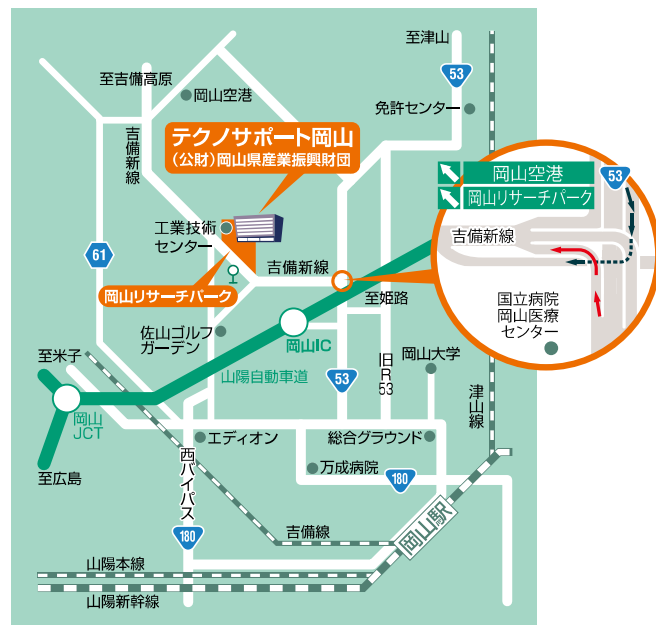 至津山
53
至吉備高原
岡山空港
免許センター
吉備新線
テクノサポート岡山
(公財)岡山県産業振興財団
岡山空港
岡山リサーチパーク
53
吉備新線
国立病院
岡山医療
センター
工業技術
センター
61
吉備新線
岡山リサーチパーク
至姫路
佐山ゴルフ
ガーデン
岡山IC
至米子
山陽自動車道
53
旧R53
岡山大学
津山線
岡山
JCT
エディオン
総合グラウンド
至広島
西バイパス
万成病院
180
岡山駅
吉備線
180
山陽本線
山陽新幹線